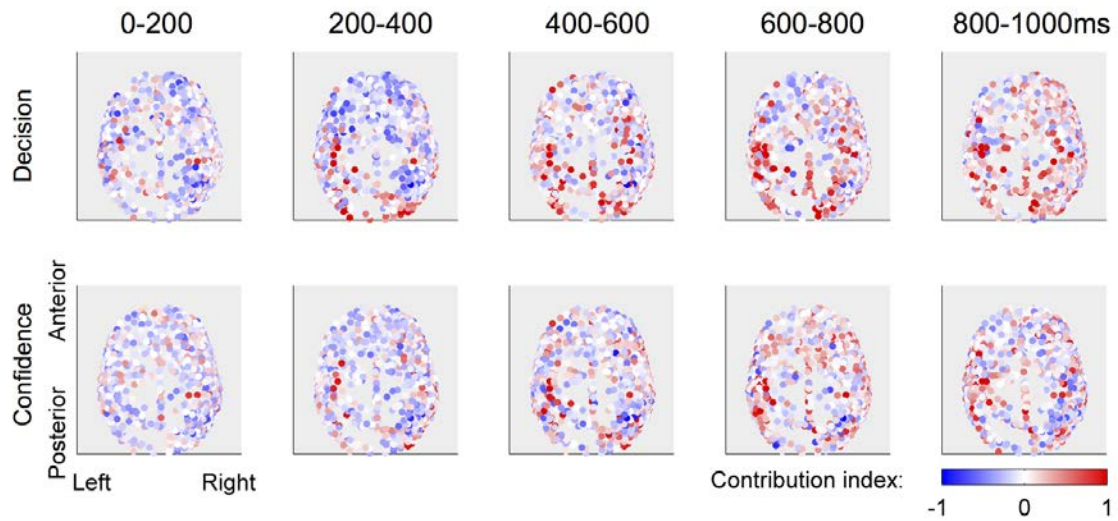 0-200 200-400 400-600 600-800 800-1000ms
Decision
Confidence
Anterior
Posterior
Left Right
Contribution index:
-1 0 1